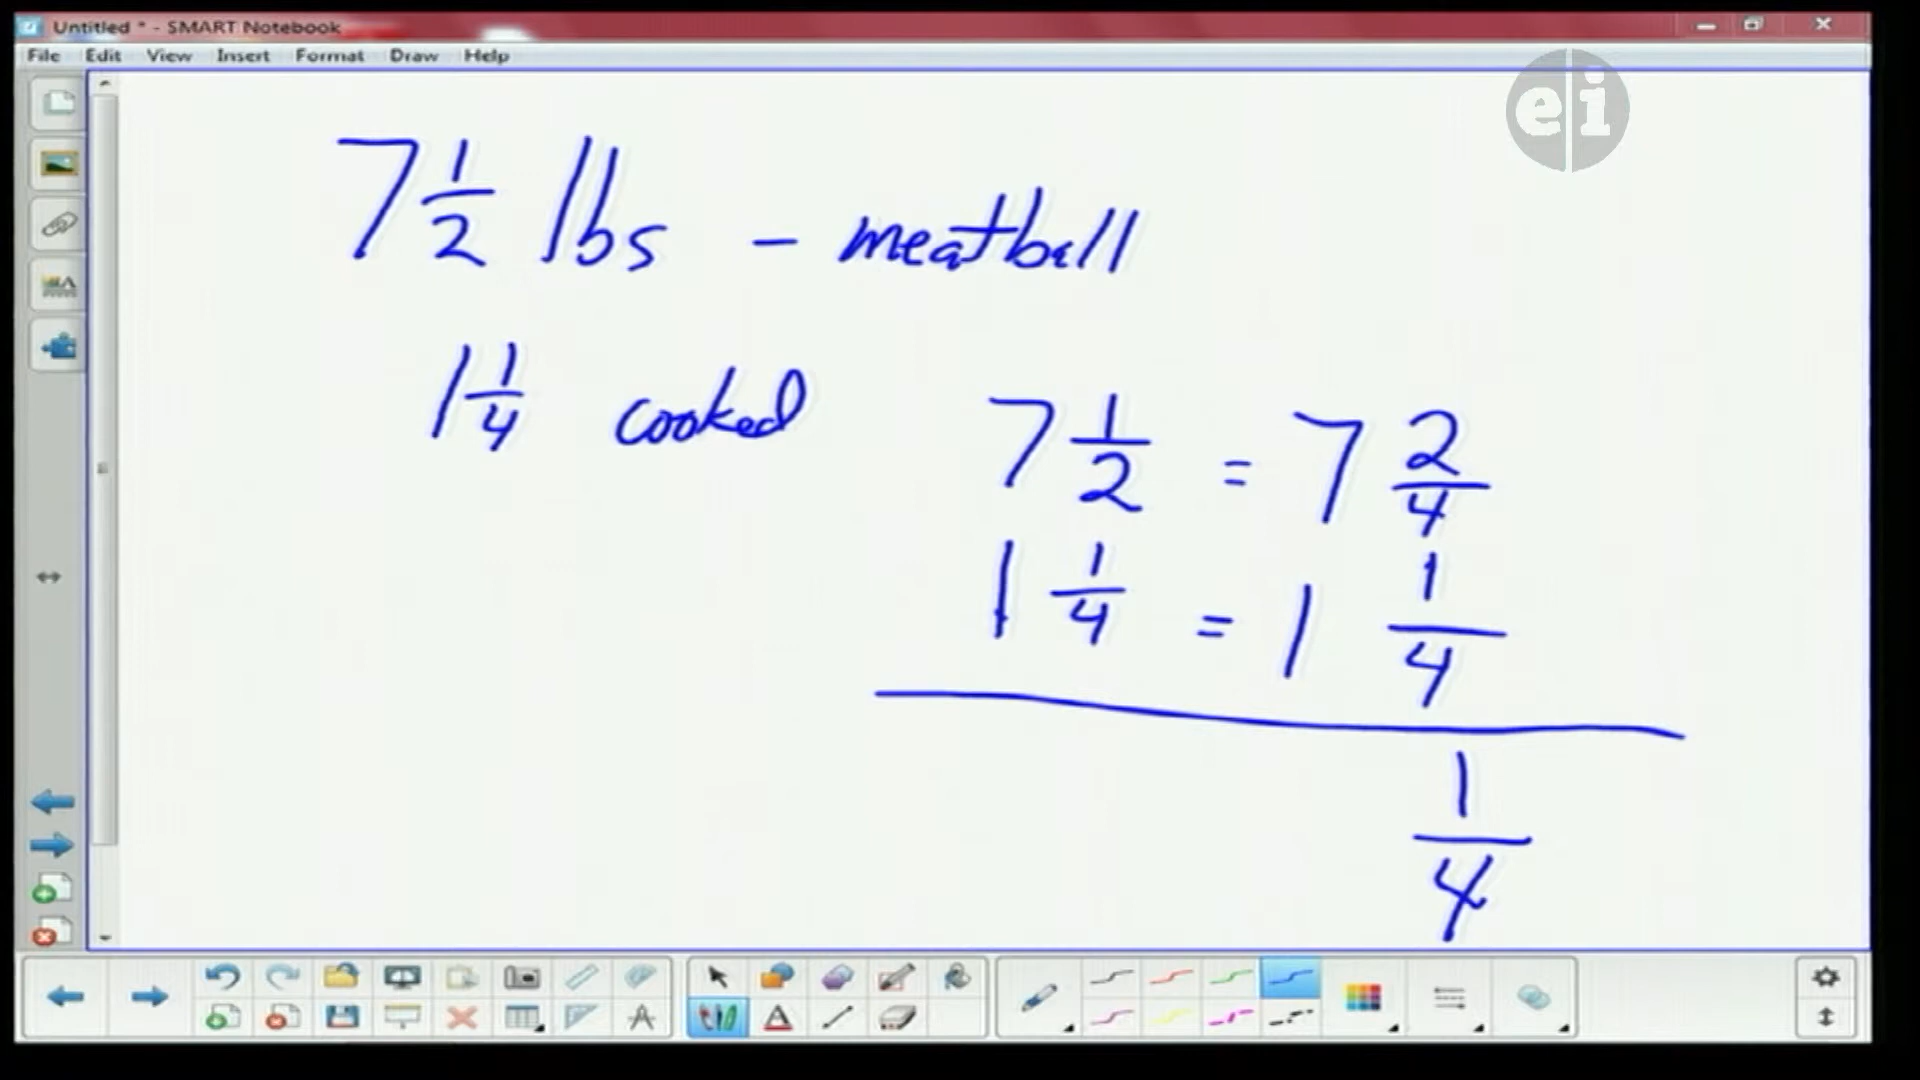 Untitled * - SMART Notebook
File Edit View Insert Format Draw Help
ei
7 1/2 lbs - meatball
1 1/4 cooked
7 1/2 = 7 2/4
1 1/4 = 1 1/4
1/4